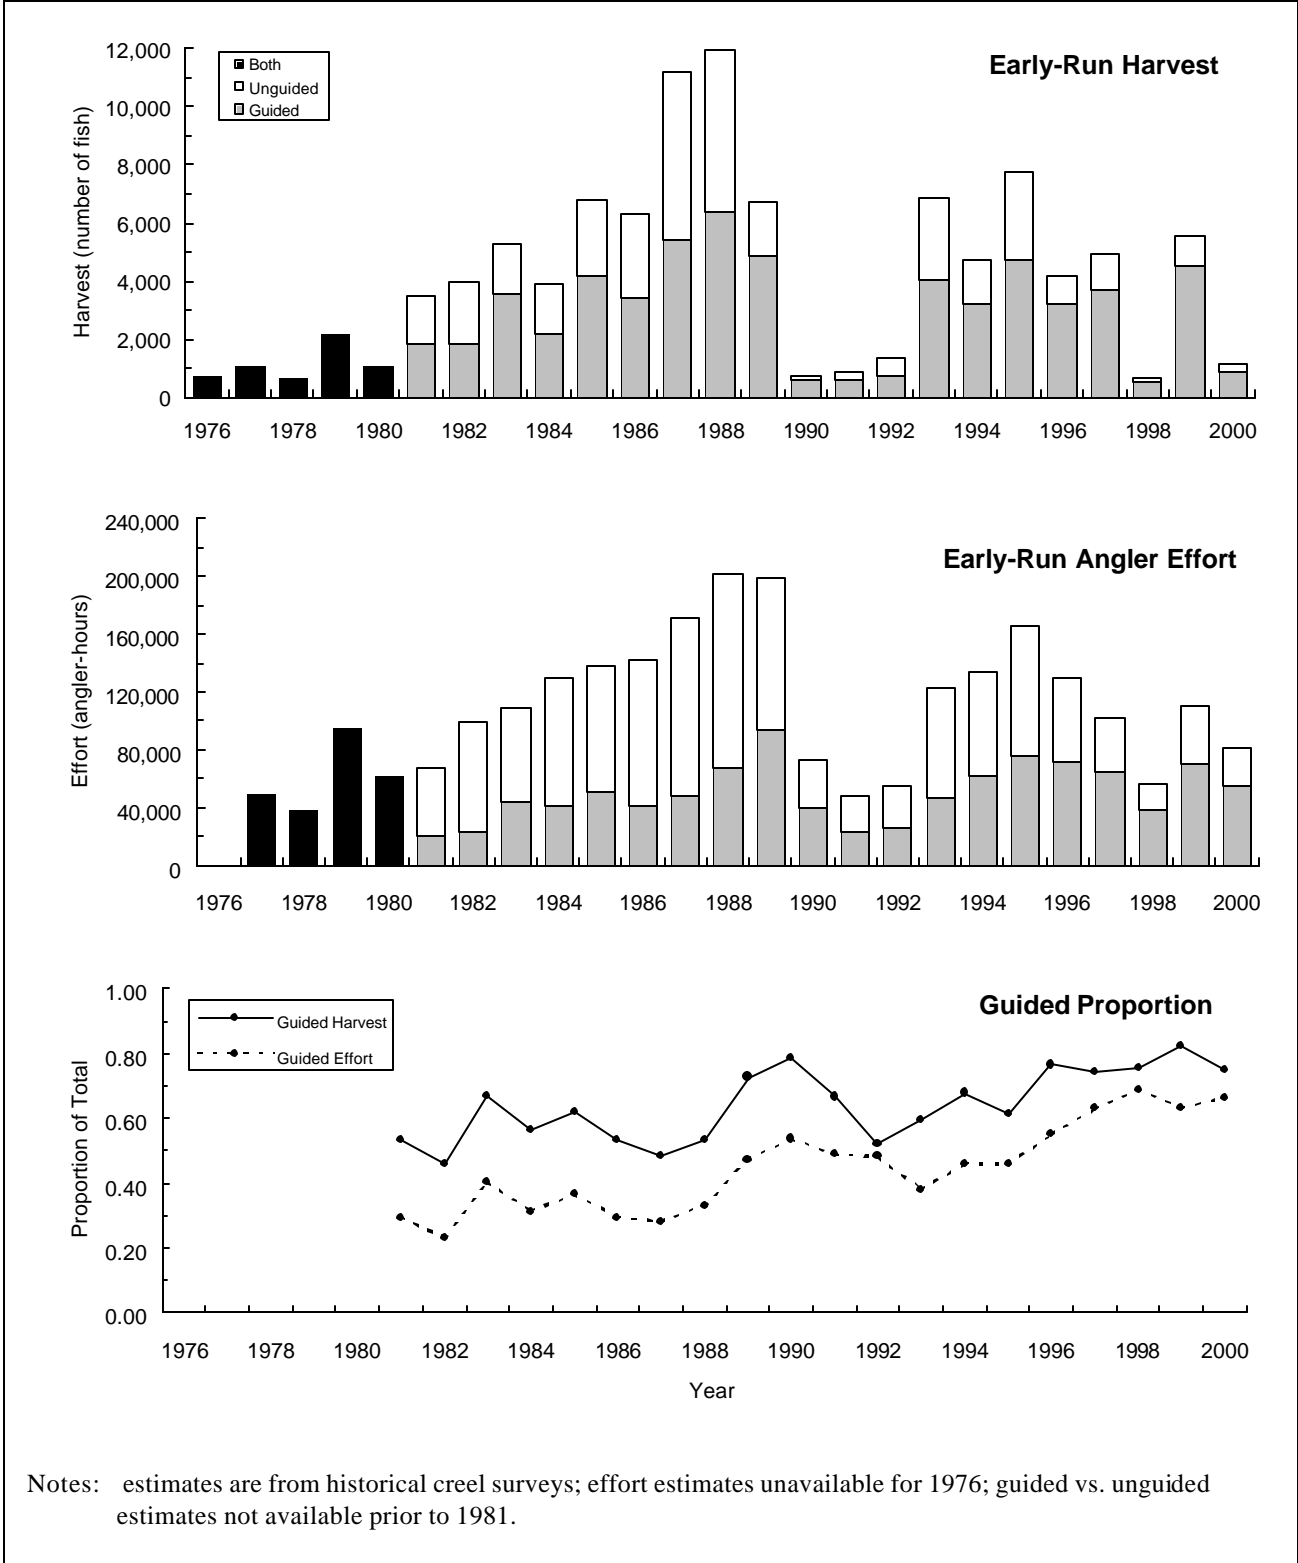 Early-Run Harvest
Both
Unguided
Guided
Harvest (number of fish)
12,000
10,000
8,000
6,000
4,000
2,000
0
1976 1978 1980 1982 1984 1986 1988 1990 1992 1994 1996 1998 2000
Early-Run Angler Effort
Effort (angler-hours)
240,000
200,000
160,000
120,000
80,000
40,000
0
1976 1978 1980 1982 1984 1986 1988 1990 1992 1994 1996 1998 2000
Guided Proportion
Guided Harvest
Guided Effort
Proportion of Total
1.00
0.80
0.60
0.40
0.20
0.00
1976 1978 1980 1982 1984 1986 1988 1990 1992 1994 1996 1998 2000
Year
Notes: estimates are from historical creel surveys; effort estimates unavailable for 1976; guided vs. unguided
estimates not available prior to 1981.